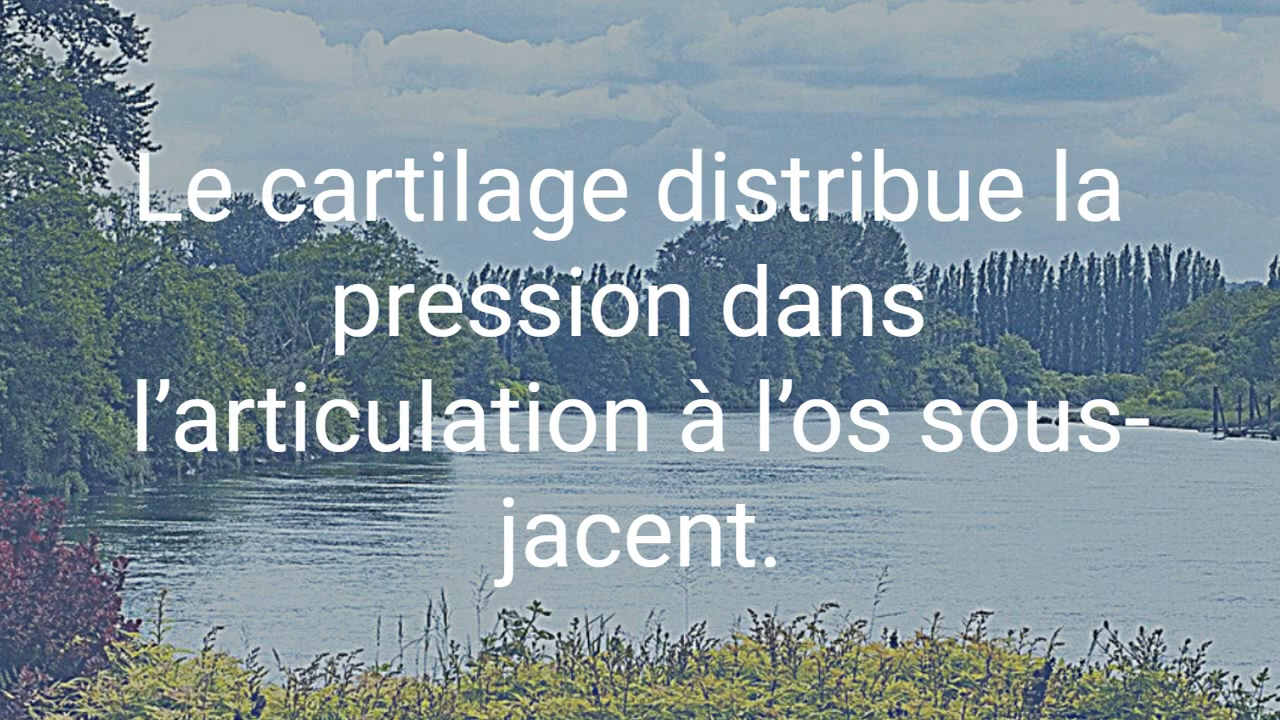 Le cartilage distribue la
pression dans
l’articulation à l’os sous-
jacent.